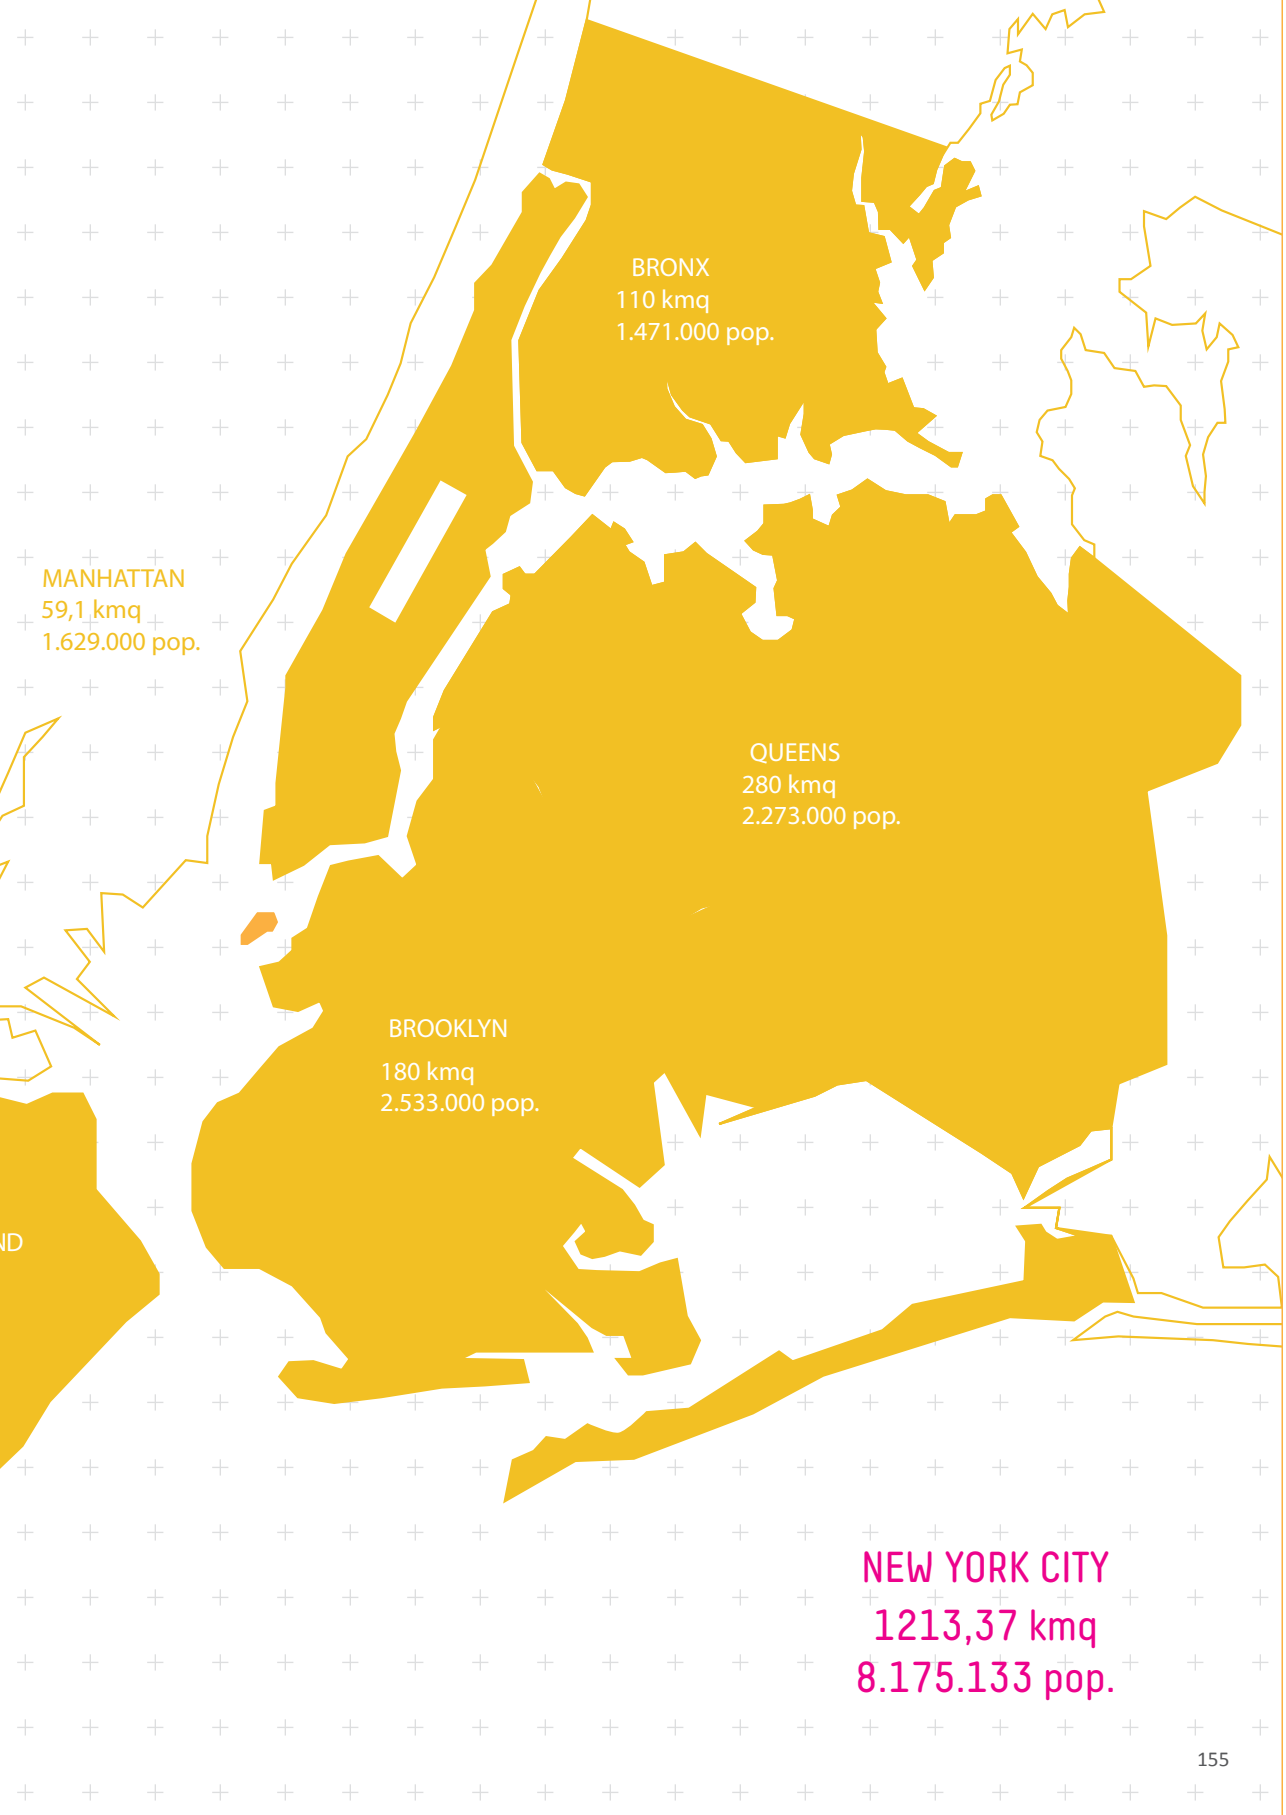 BRONX
110 kmq
1.471.000 pop.
MANHATTAN
59,1 kmq
1.629.000 pop.
QUEENS
280 kmq
2.273.000 pop.
BROOKLYN
180 kmq
2.533.000 pop.
ND
NEW YORK CITY
1213,37 kmq
8.175.133 pop.
155